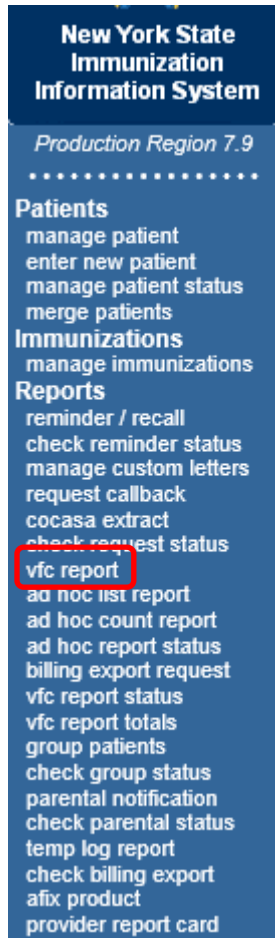 New York State
Immunization
Information System
Production Region 7.9
Patients
manage patient
enter new patient
manage patient status
merge patients
Immunizations
manage immunizations
Reports
reminder / recall
check reminder status
manage custom letters
request callback
cocasa extract
check request status
vfc report
ad hoc list report
ad hoc count report
ad hoc report status
billing export request
vfc report status
vfc report totals
group patients
check group status
parental notification
check parental status
temp log report
check billing export
afix product
provider report card